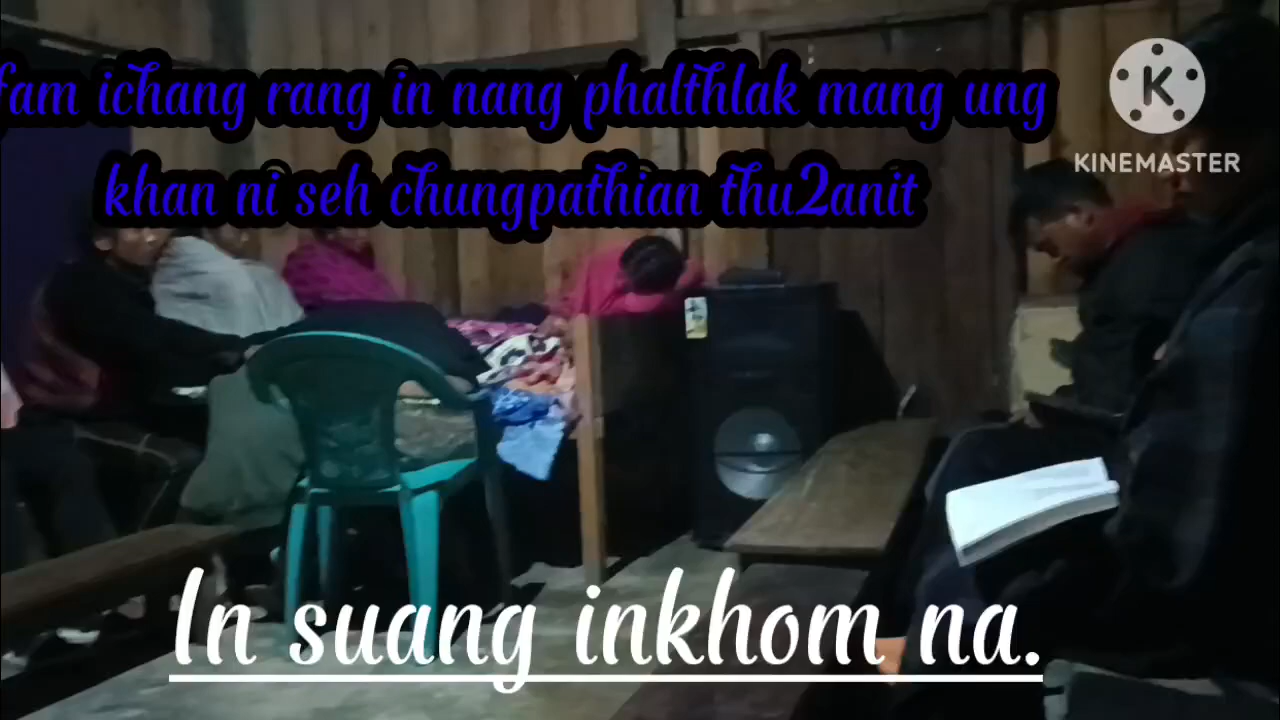 fam ichang rang in nang phalthlak mang ung
khan ni seh chungpathian thu2anit
KINEMASTER
In suang inkhom na.